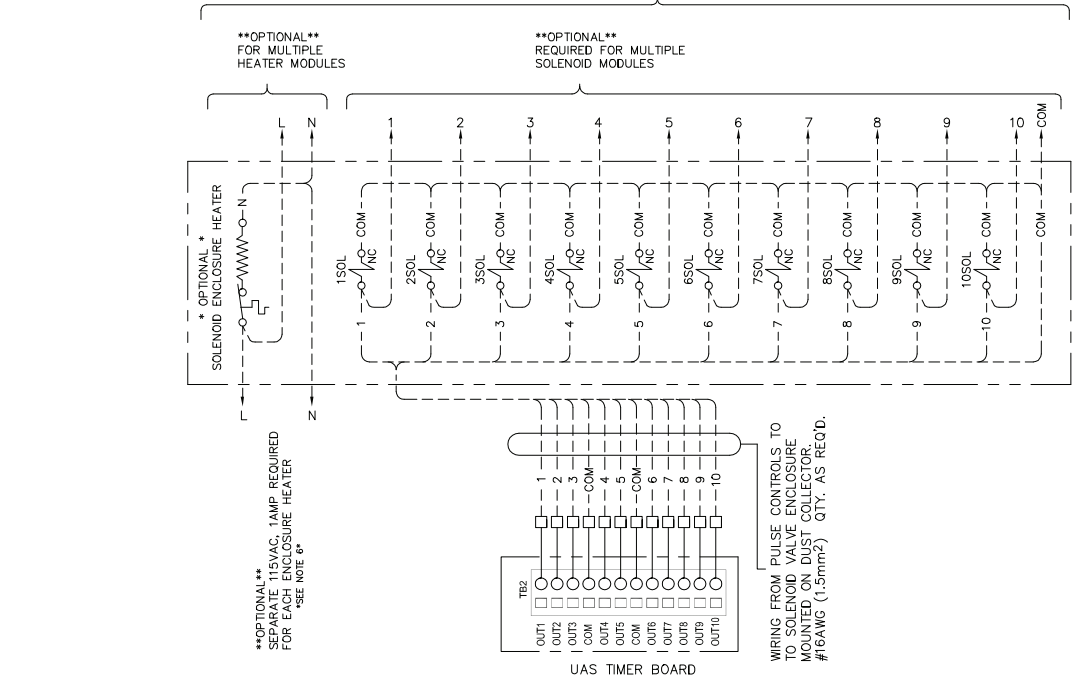 **OPTIONAL**
FOR MULTIPLE
HEATER MODULES
**OPTIONAL**
REQUIRED FOR MULTIPLE
SOLENOID MODULES
L N 1 2 3 4 5 6 7 8 9 10 COM
* OPTIONAL *
SOLENOID ENCLOSURE HEATER
N
COM COM COM COM COM COM COM COM COM COM COM
1SOL NC 2SOL NC 3SOL NC 4SOL NC 5SOL NC 6SOL NC 7SOL NC 8SOL NC 9SOL NC 10SOL NC
1 2 3 4 5 6 7 8 9 10
L N
**OPTIONAL**
SEPARATE 115VAC, 1AMP REQUIRED
FOR EACH ENCLOSURE HEATER
*SEE NOTE 6*
1 2 3 COM 4 5 COM 6 7 8 9 10
WIRING FROM PULSE CONTROLS TO
TO SOLENOID VALVE ENCLOSURE
MOUNTED ON DUST COLLECTOR.
#16AWG (1.5mm²) QTY. AS REQ'D.
TB2
OUT1 OUT2 OUT3 COM OUT4 OUT5 COM OUT6 OUT7 OUT8 OUT9 OUT10
UAS TIMER BOARD